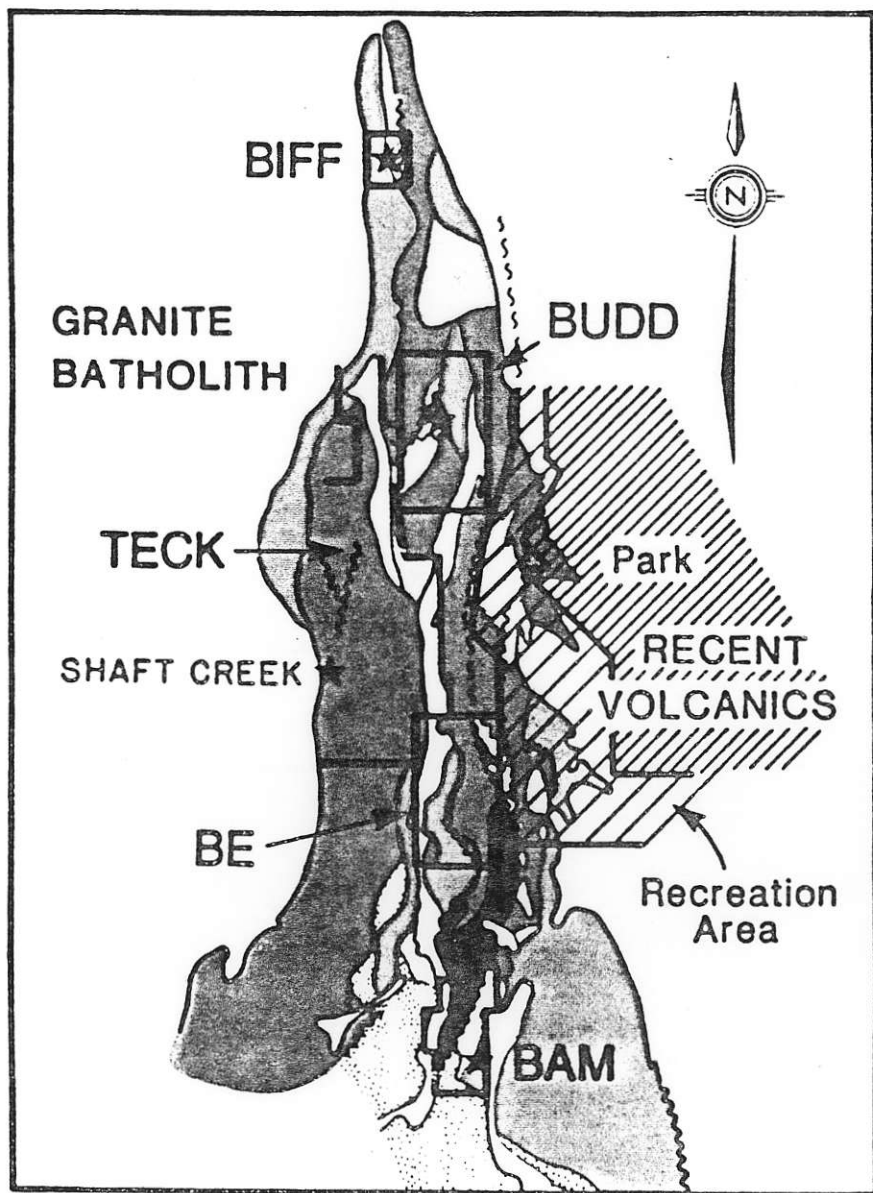 BIFF
N
GRANITE
BATHOLITH
BUDD
TECK
Park
SHAFT CREEK
RECENT
VOLCANICS
BE
Recreation
Area
BAM